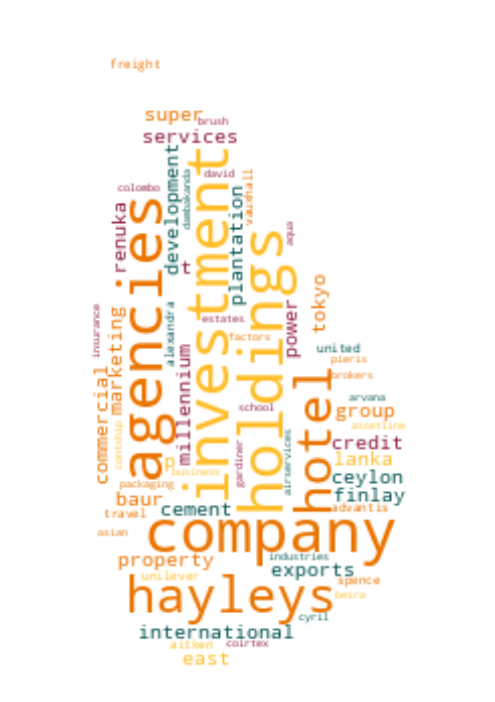 freight
super
brush
services
development
dambakanda
david
vauxhall
colombo
renuka
agencies
investment
rt
plantation
aqua
holdings
insurance
marketing
alexandra
estates
factors
power
tokyo
commercial
millennium
united
pieris
brokers
hotel
arvana
group
assetline
school
contship
gardiner
airservices
credit
lanka
p
business
ceylon
packaging
finlay
baur
travel
cement
advantis
asian
company
property
industries
exports
unilever
spence
hayleys
beira
cyril
international
aitken
coirtex
east